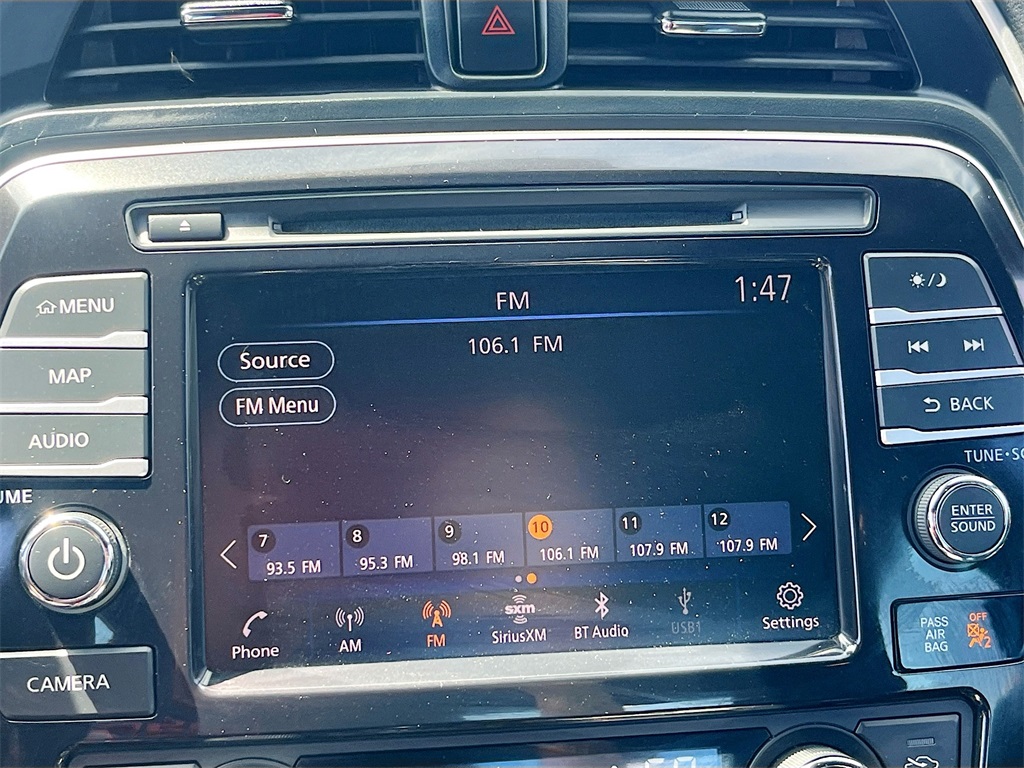 FM
1:47
106.1 FM
Source
FM Menu
7
93.5 FM
8
95.3 FM
9
98.1 FM
10
106.1 FM
11
107.9 FM
12
107.9 FM
Phone
AM
FM
sxm
SiriusXM
BT Audio
USB1
Settings
MENU
MAP
AUDIO
UME
CAMERA
BACK
TUNE·SC
ENTER
SOUND
PASS
AIR
BAG
OFF
2